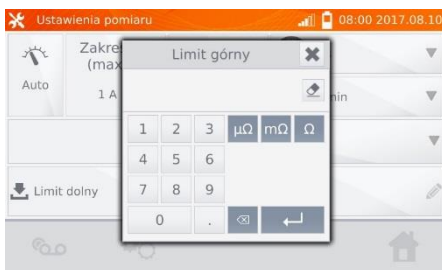 Ustawienia pomiaru
08:00 2017.08.10
Zakres
(max
Auto
1 A
Limit górny
min
1 2 3 µΩ mΩ Ω
4 5 6
7 8 9
0 .
Limit dolny